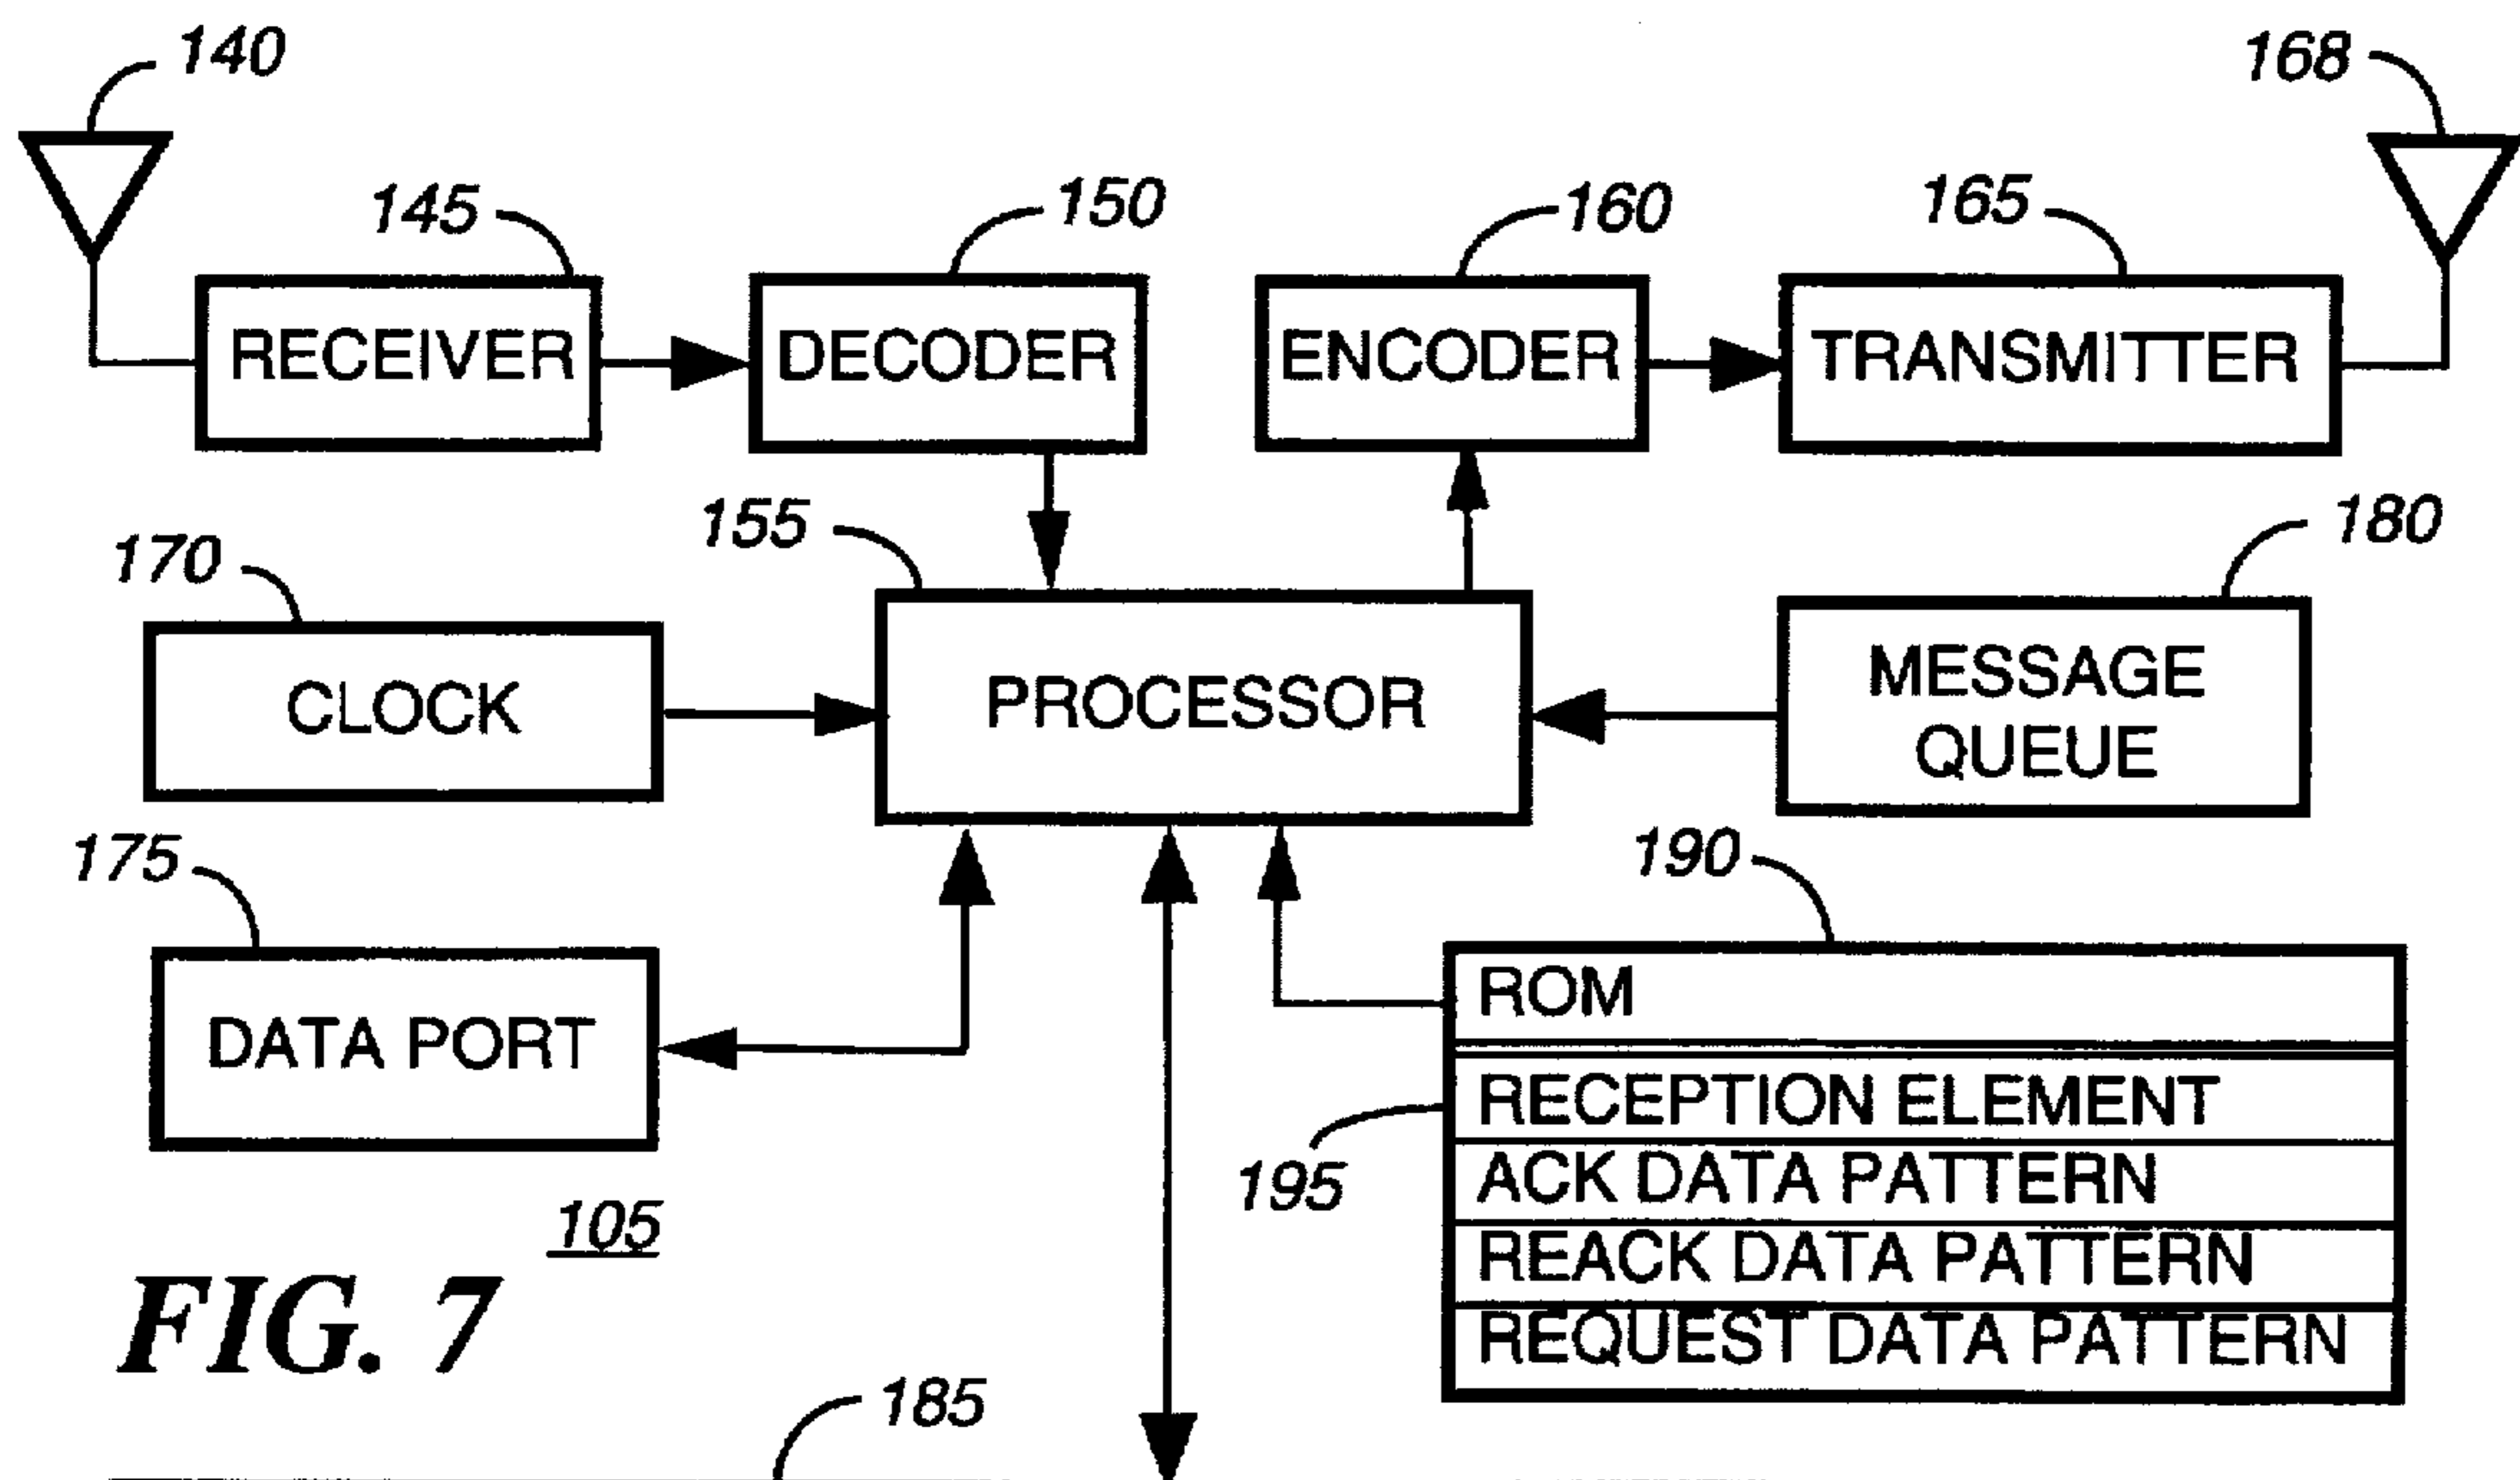 140
168
145
150
160
165
RECEIVER
DECODER
ENCODER
TRANSMITTER
155
180
170
CLOCK
PROCESSOR
MESSAGE
QUEUE
175
190
DATA PORT
ROM
RECEPTION ELEMENT
195
ACK DATA PATTERN
REACK DATA PATTERN
REQUEST DATA PATTERN
105
FIG. 7
185